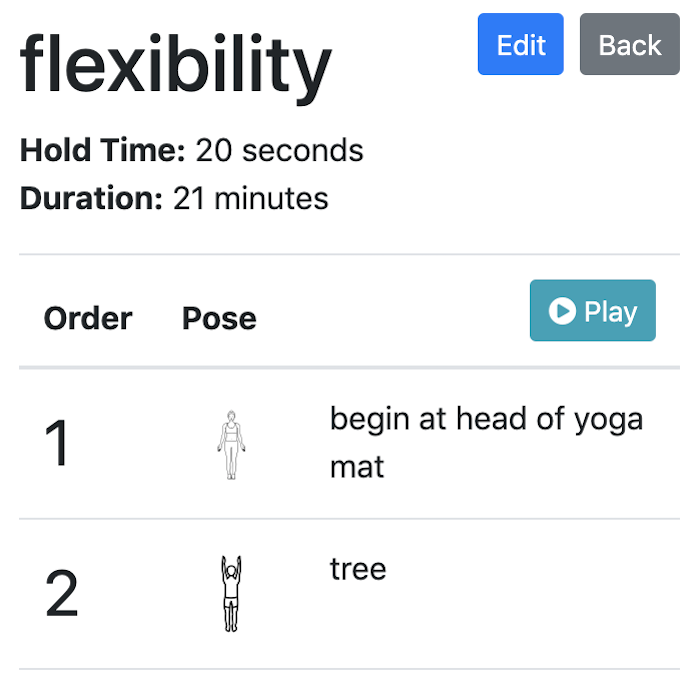 flexibility
Edit
Back
Hold Time: 20 seconds
Duration: 21 minutes
Order
Pose
Play
1
begin at head of yoga
mat
2
tree